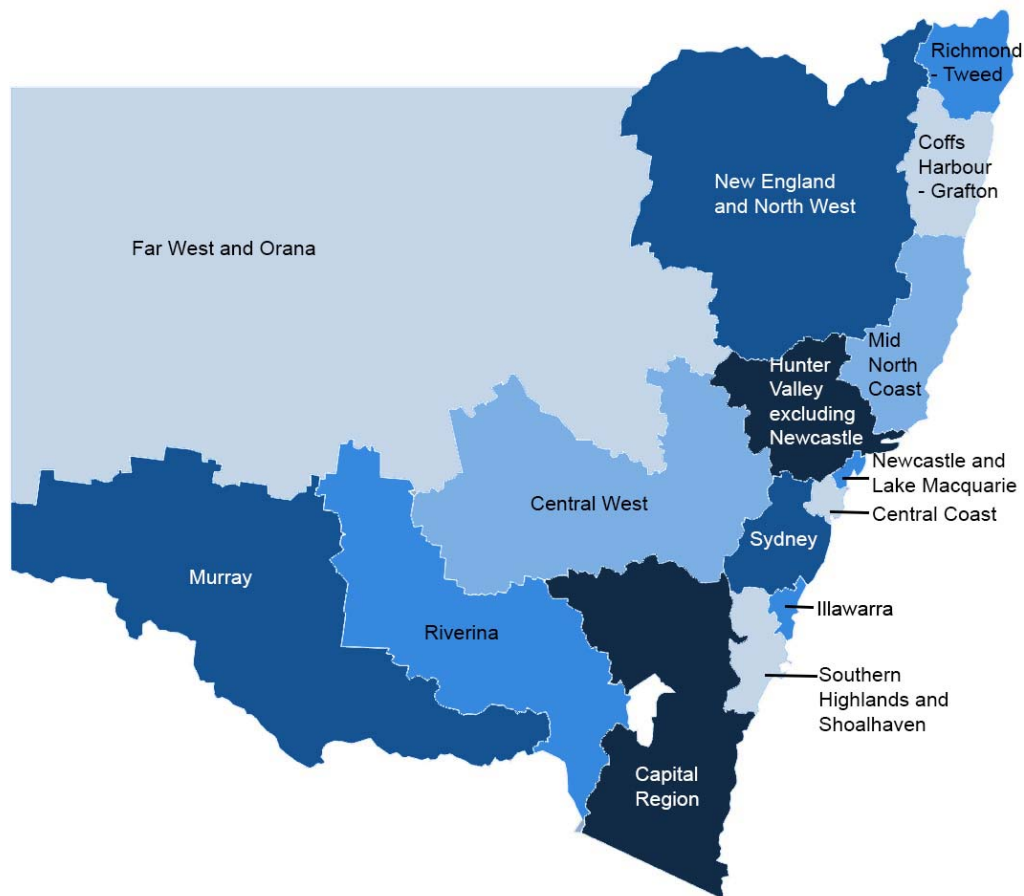 Richmond
- Tweed
Coffs
Harbour
- Grafton
New England
and North West
Far West and Orana
Mid
North
Coast
Hunter
Valley
excluding
Newcastle
Newcastle and
Lake Macquarie
Central Coast
Central West
Sydney
Murray
Illawarra
Riverina
Southern
Highlands and
Shoalhaven
Capital
Region